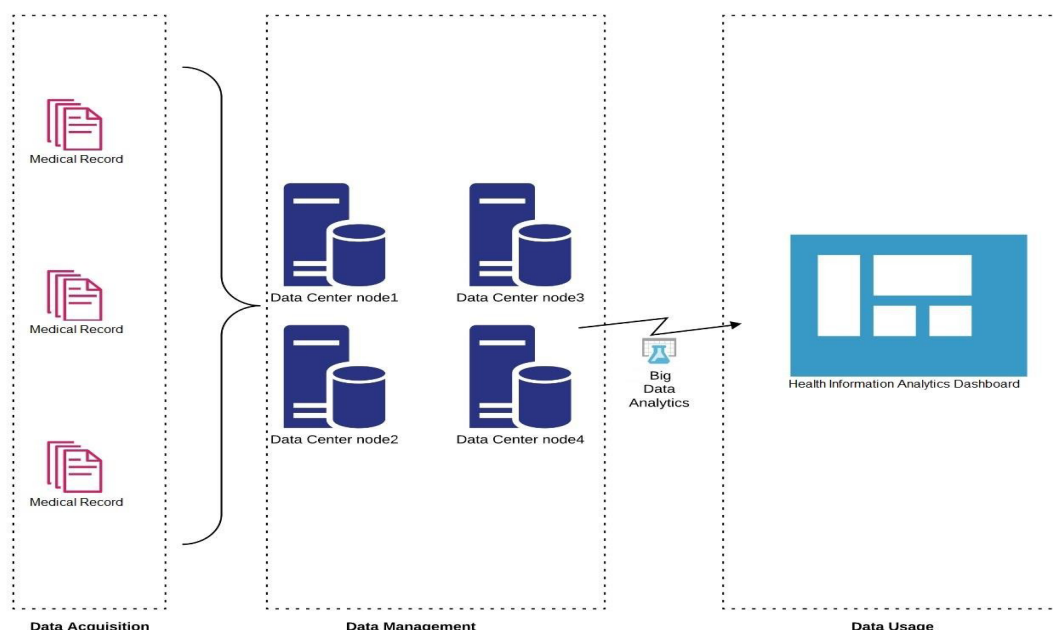 Medical Record
Medical Record
Medical Record
Data Acquisition
Data Center node1
Data Center node3
Data Center node2
Data Center node4
Data Management
Big
Data
Analytics
Health Information Analytics Dashboard
Data Usage